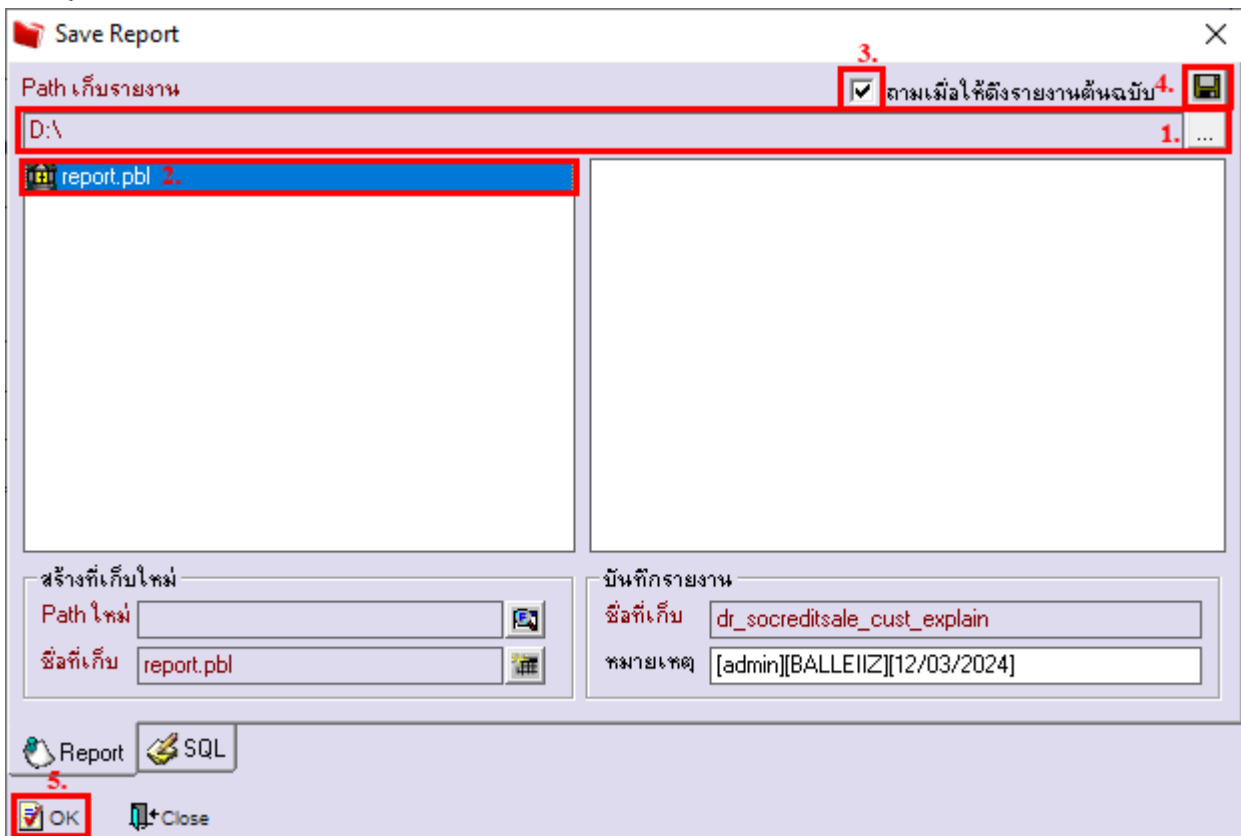 Save Report
3.
Path เก็บรายงาน
ถามเมื่อให้ดึงรายงานต้นฉบับ 4.
D:\ 1. ...
report.pbl 2.
สร้างที่เก็บใหม่
Path ใหม่
ชื่อที่เก็บ report.pbl
บันทึกรายงาน
ชื่อที่เก็บ dr_socreditsale_cust_explain
หมายเหตุ [admin][BALLEIIZ][12/03/2024]
Report SQL
5.
OK Close